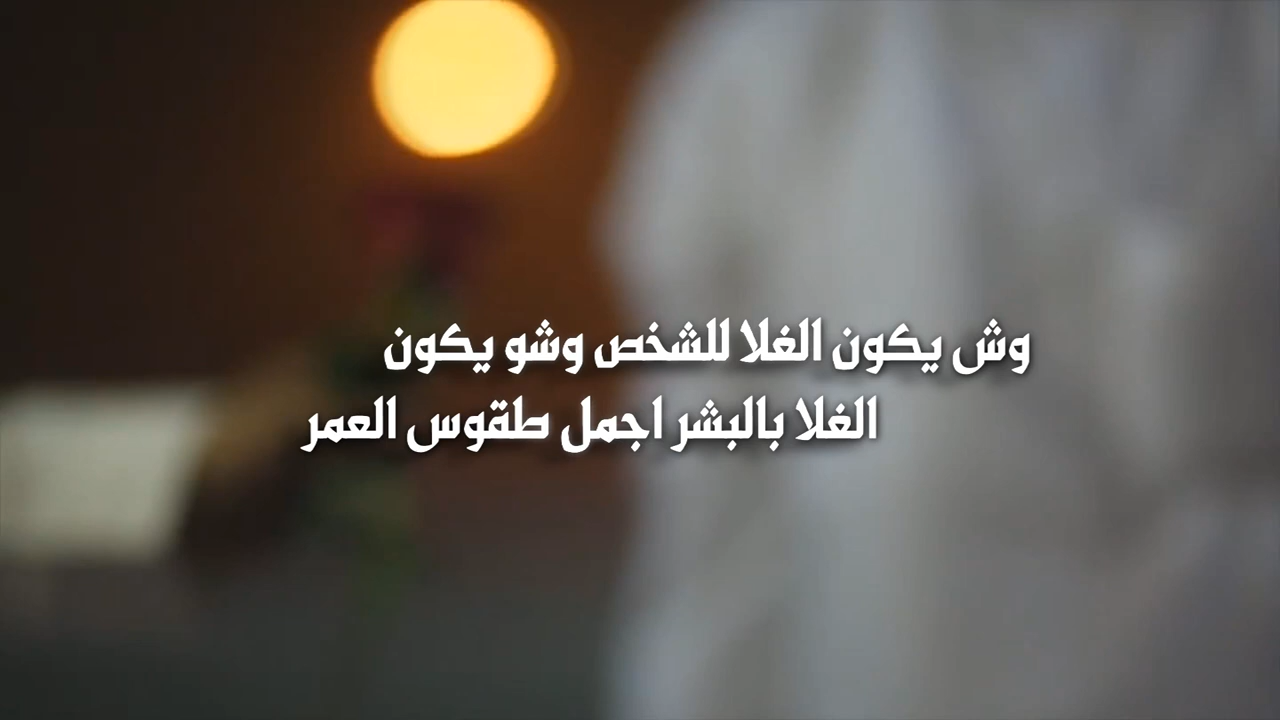 وش يكون الغلا للشخص وشو يكون
الغلا بالبشر اجمل طقوس العمر